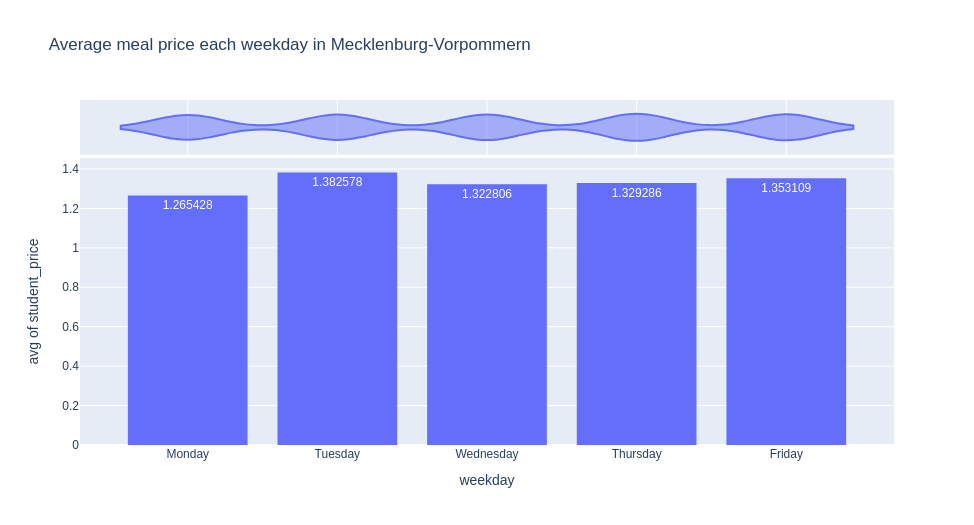 Average meal price each weekday in Mecklenburg-Vorpommern
avg of student_price
1.4
1.2
1
0.8
0.6
0.4
0.2
0
1.265428
1.382578
1.322806
1.329286
1.353109
Monday
Tuesday
Wednesday
Thursday
Friday
weekday